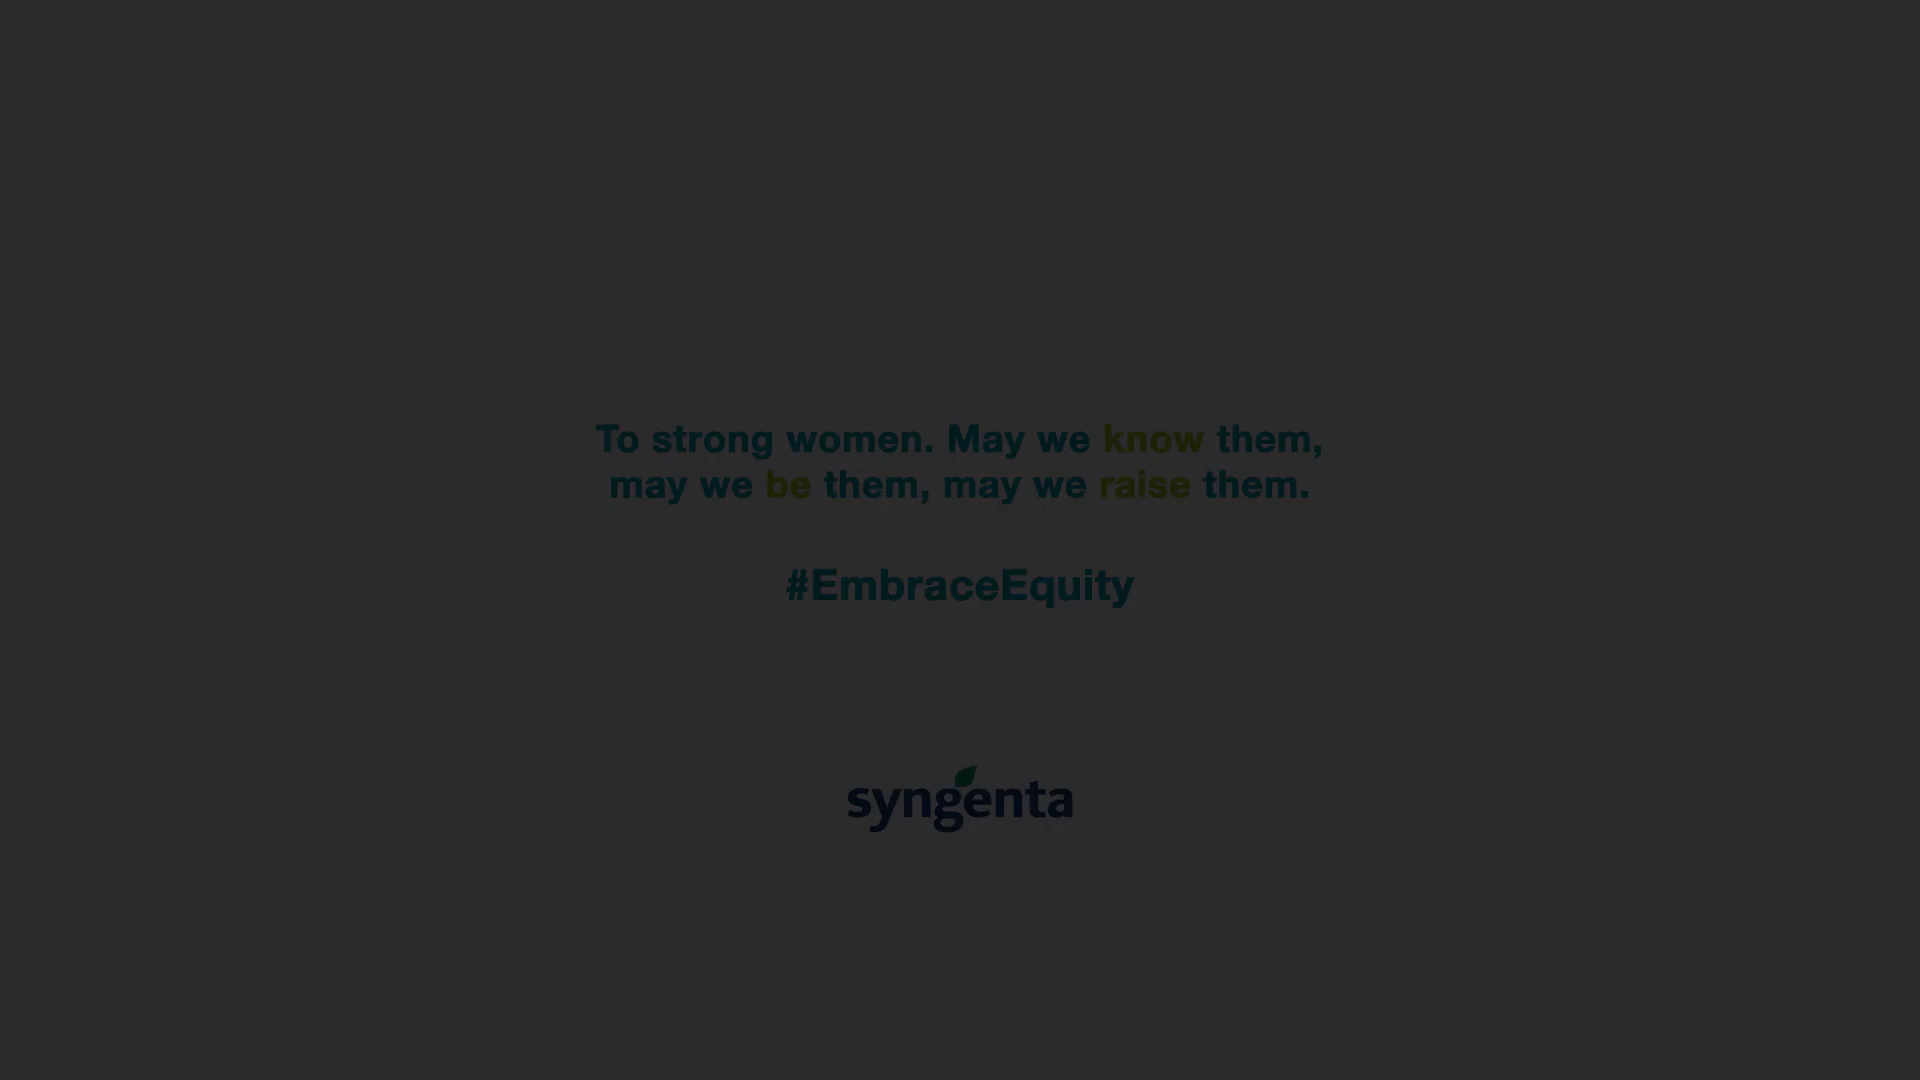 To strong women. May we know them,
may we be them, may we raise them.
#EmbraceEquity
syngenta